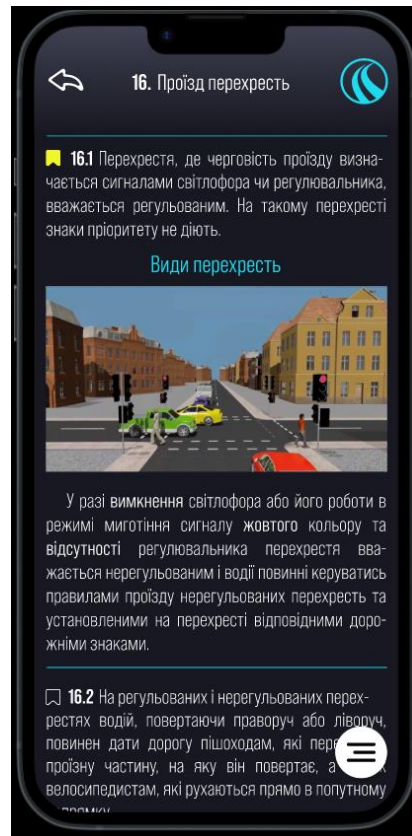 16. Проїзд перехресть
16.1 Перехрестя, де черговість проїзду визна-
чається сигналами світлофора чи регулювальника,
вважається регульованим. На такому перехресті
знаки пріоритету не діють.
Види перехресть
У разі вимкнення світлофора або його роботи в
режимі миготіння сигналу жовтого кольору та
відсутності регулювальника перехрестя вва-
жається нерегульованим і водії повинні керуватись
правилами проїзду нерегульованих перехресть та
установленими на перехресті відповідними доро-
жніми знаками.
16.2 На регульованих і нерегульованих перех-
рестях водій, повертаючи праворуч або ліворуч,
повинен дати дорогу пішоходам, які
проїзну частину, на яку він повертає,
велосипедистам, які рухаються прямо в попутному